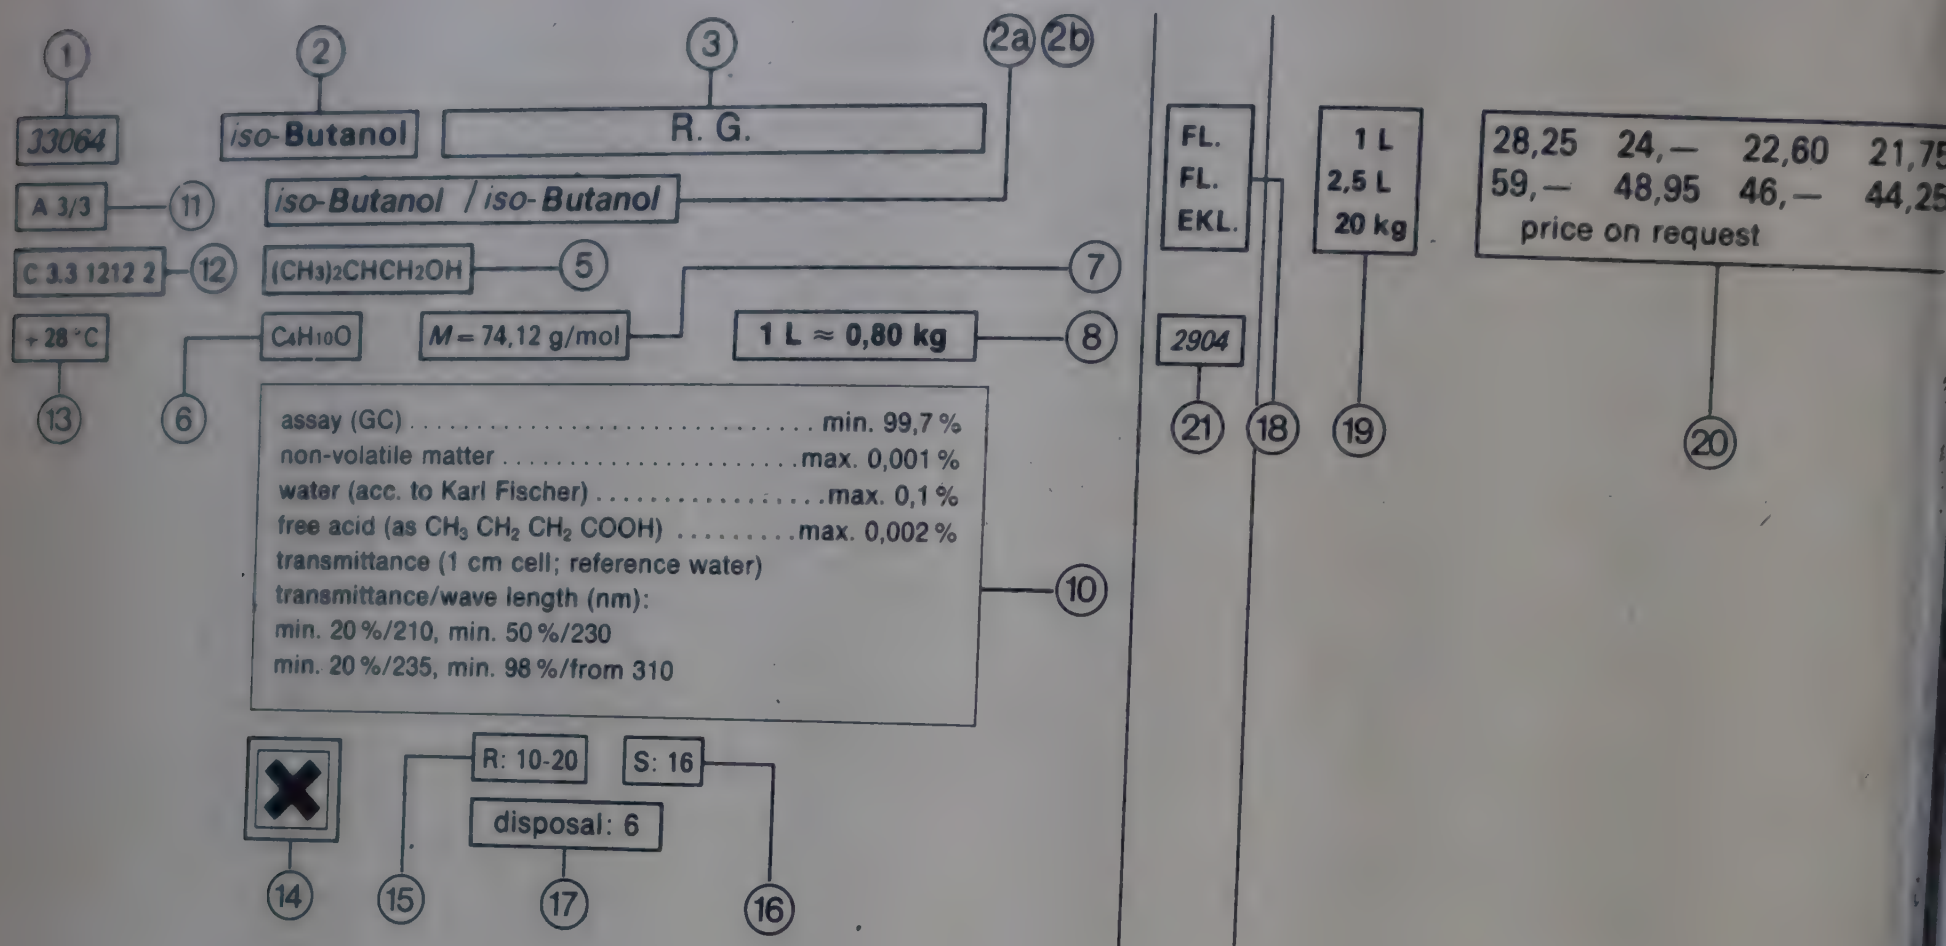 1 2 3 2a 2b
33064 iso-Butanol R. G. FL. 1 L 28,25 24,— 22,60 21,75
A 3/3 11 iso-Butanol / iso-Butanol FL. 2,5 L 59,— 48,95 46,— 44,25
EKL. 20 kg price on request
C 3.3 1212 2 12 (CH3)2CHCH2OH 5 7
+ 28 °C C4H10O M = 74,12 g/mol 1 L ≈ 0,80 kg 8 2904
13 6 21 18 19 20
assay (GC) ............................ min. 99,7 %
non-volatile matter ...................... max. 0,001 %
water (acc. to Karl Fischer) ................. max. 0,1 %
free acid (as CH₃ CH₂ CH₂ COOH) ......... max. 0,002 %
transmittance (1 cm cell; reference water)
transmittance/wave length (nm):
min. 20 %/210, min. 50 %/230
min. 20 %/235, min. 98 %/from 310
10
R: 10-20 S: 16
disposal: 6
14 15 17 16